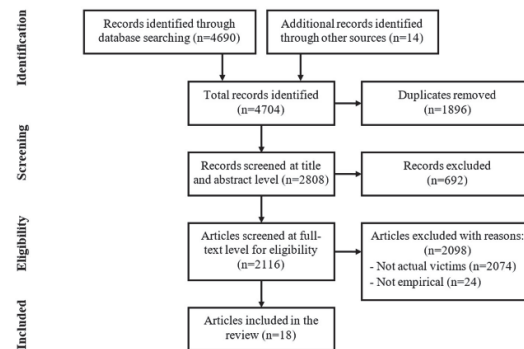 Identification
Records identified through
database searching (n=4690)
Additional records identified
through other sources (n=14)
Total records identified
(n=4704)
Duplicates removed
(n=1896)
Screening
Records screened at title
and abstract level (n=2808)
Records excluded
(n=692)
Eligibility
Articles screened at full-
text level for eligibility
(n=2116)
Articles excluded with reasons:
(n=2098)
- Not actual victims (n=2074)
- Not empirical (n=24)
Included
Articles included in the
review (n=18)